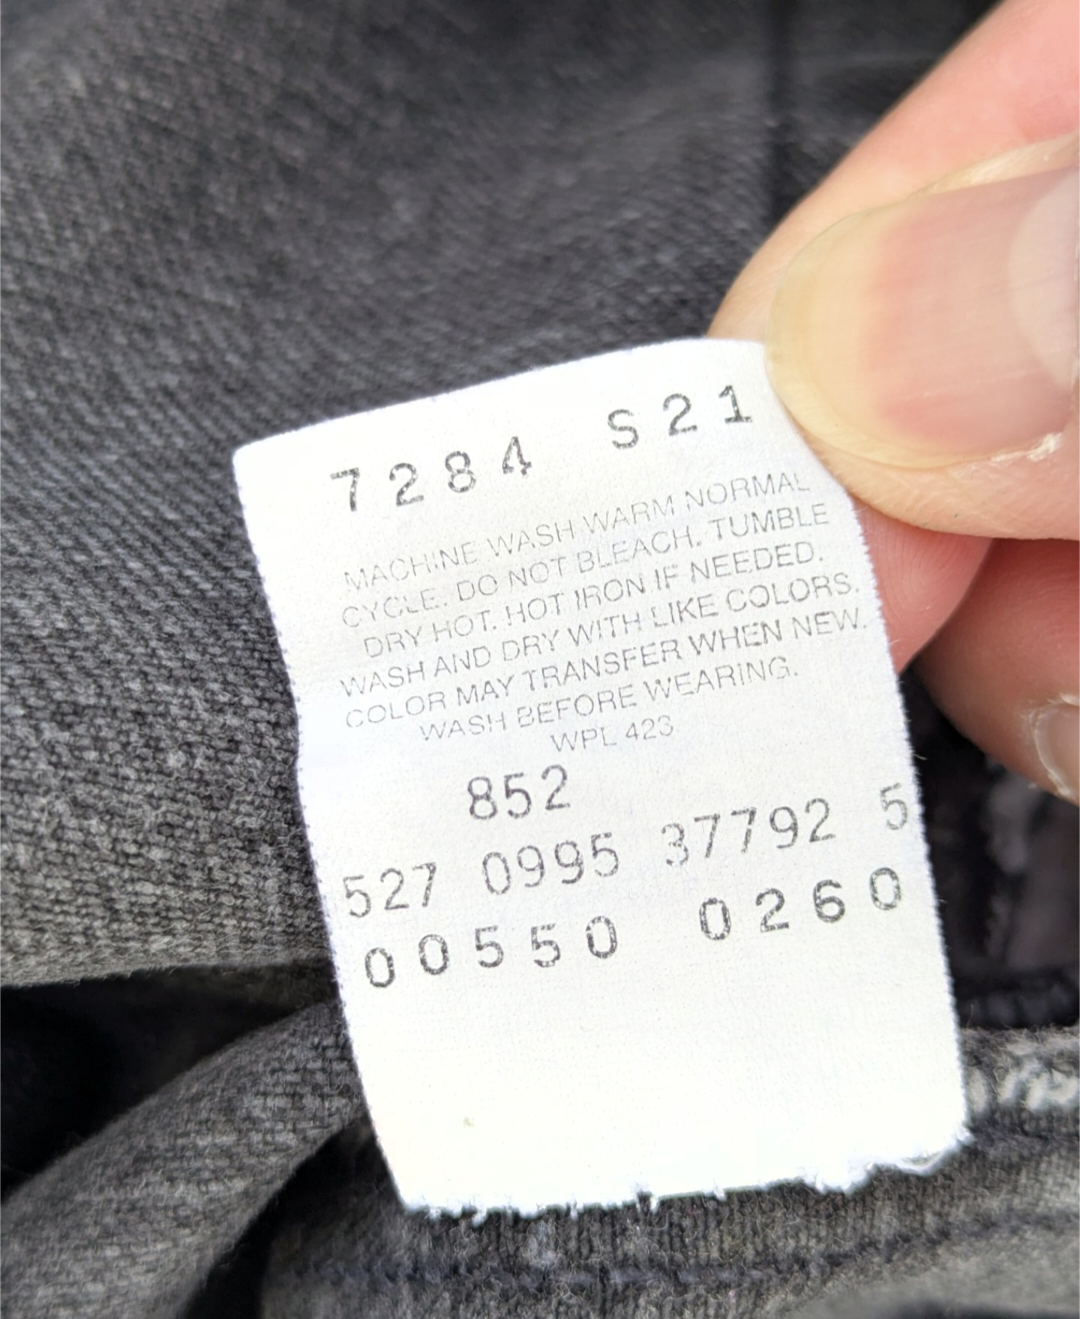 7284 S21
MACHINE WASH WARM NORMAL
CYCLE. DO NOT BLEACH. TUMBLE
DRY HOT. HOT IRON IF NEEDED.
WASH AND DRY WITH LIKE COLORS.
COLOR MAY TRANSFER WHEN NEW.
WASH BEFORE WEARING.
WPL 423
852
527 0995 37792 5
00550 0260